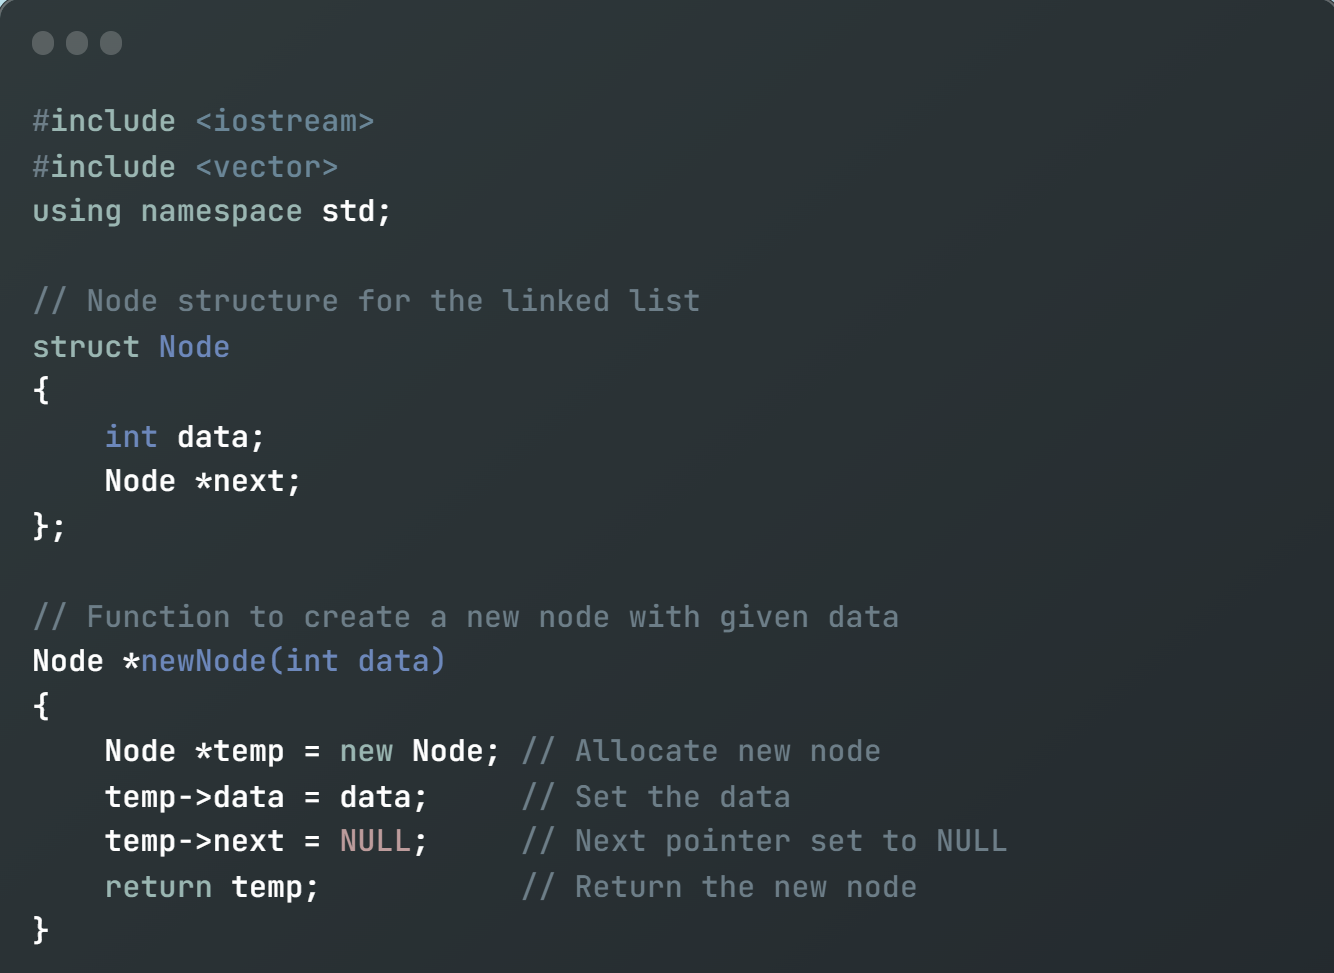 #include <iostream>
#include <vector>
using namespace std;

// Node structure for the linked list
struct Node
{
    int data;
    Node *next;
};

// Function to create a new node with given data
Node *newNode(int data)
{
    Node *temp = new Node; // Allocate new node
    temp->data = data;     // Set the data
    temp->next = NULL;     // Next pointer set to NULL
    return temp;           // Return the new node
}